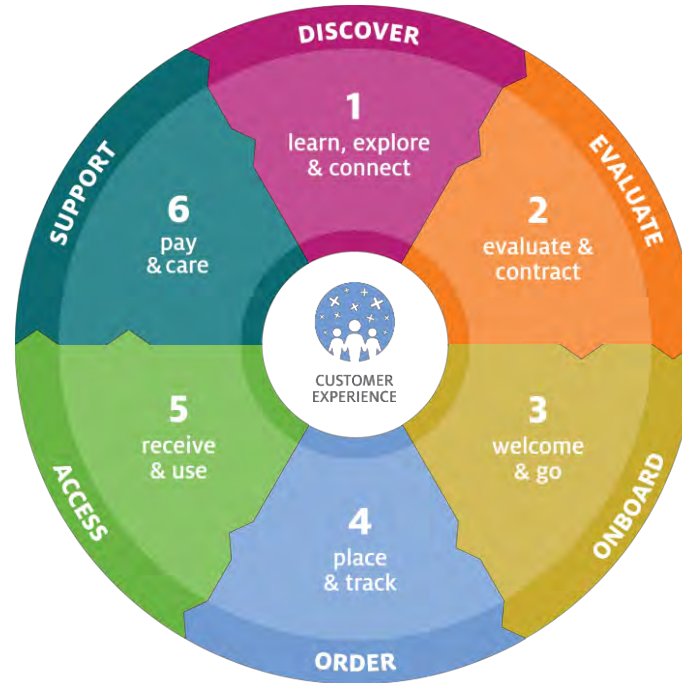 DISCOVER
1
learn, explore
& connect
EVALUATE
2
evaluate &
contract
ONBOARD
3
welcome
& go
ORDER
4
place
& track
ACCESS
5
receive
& use
SUPPORT
6
pay
& care
CUSTOMER
EXPERIENCE